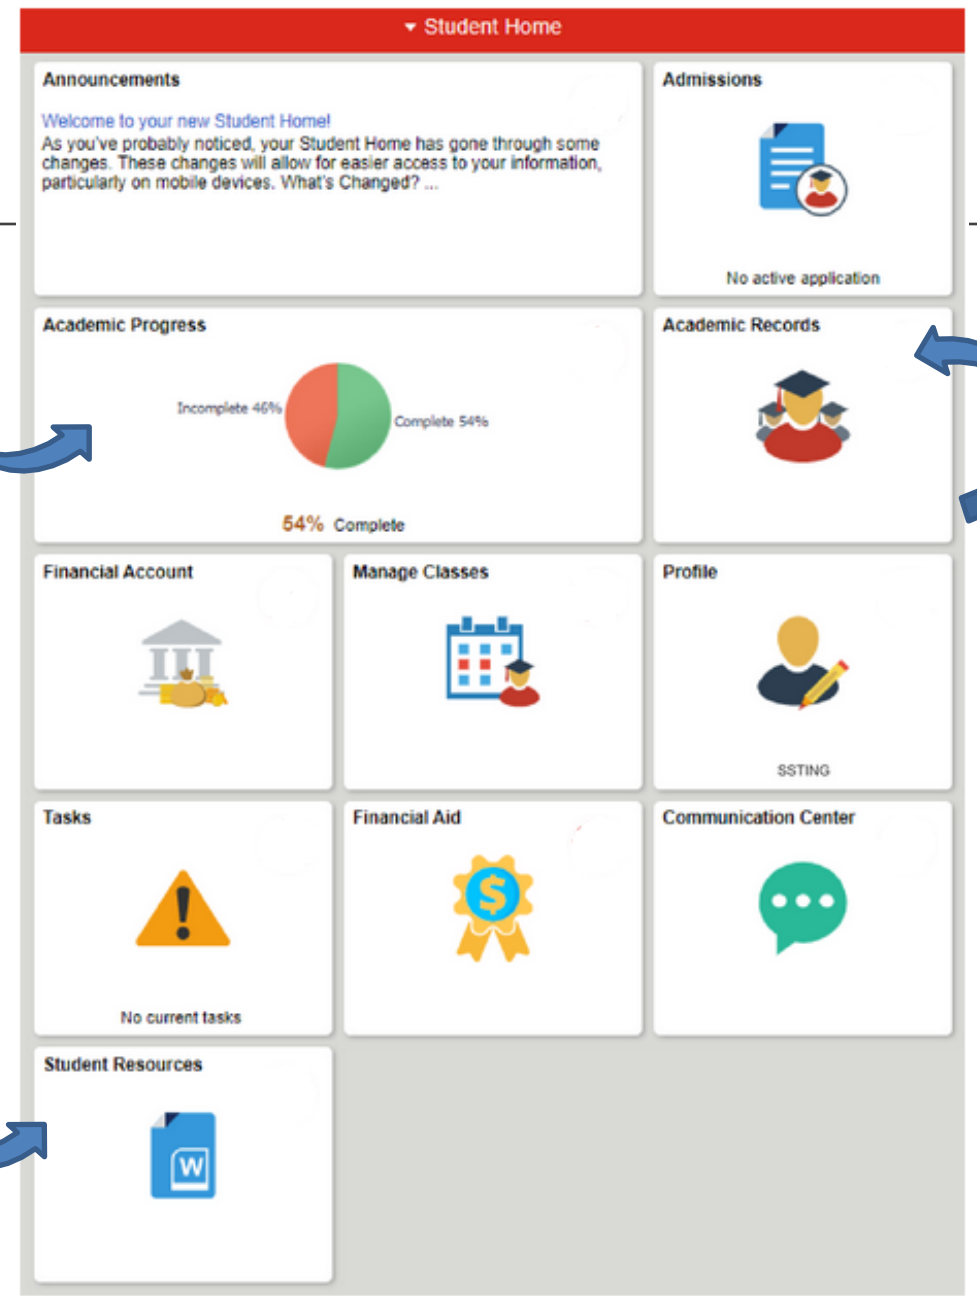 Student Home
Announcements
Welcome to your new Student Home!
As you've probably noticed, your Student Home has gone through some
changes. These changes will allow for easier access to your information,
particularly on mobile devices. What's Changed? ...
Admissions
No active application
Academic Progress
Incomplete 46%
Complete 54%
54% Complete
Academic Records
Financial Account
Manage Classes
Profile
SSTING
Tasks
No current tasks
Financial Aid
$
Communication Center
Student Resources
W